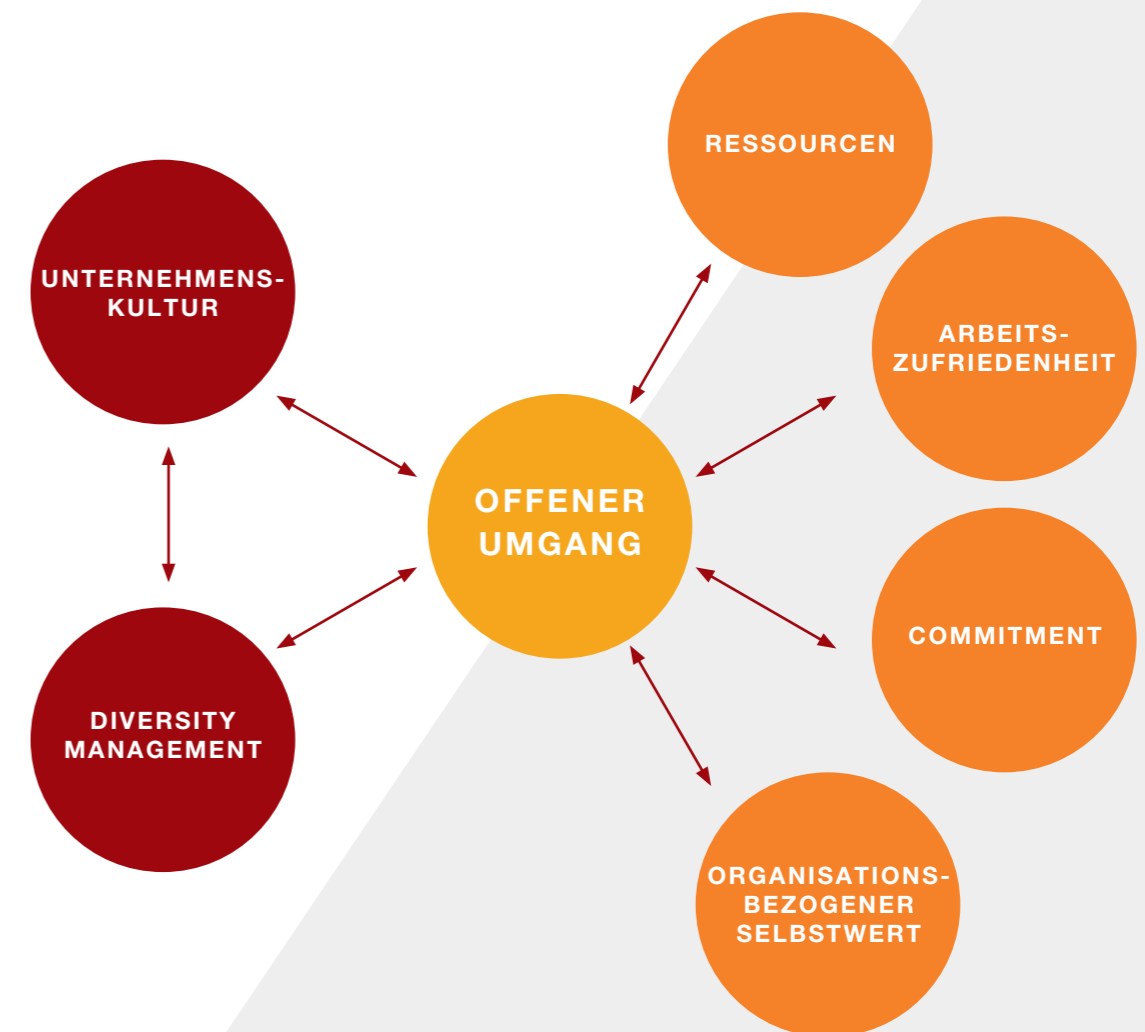 RESSOURCEN
UNTERNEHMENS-
KULTUR
ARBEITS-
ZUFRIEDENHEIT
OFFENER
UMGANG
COMMITMENT
DIVERSITY
MANAGEMENT
ORGANISATIONS-
BEZOGENER
SELBSTWERT